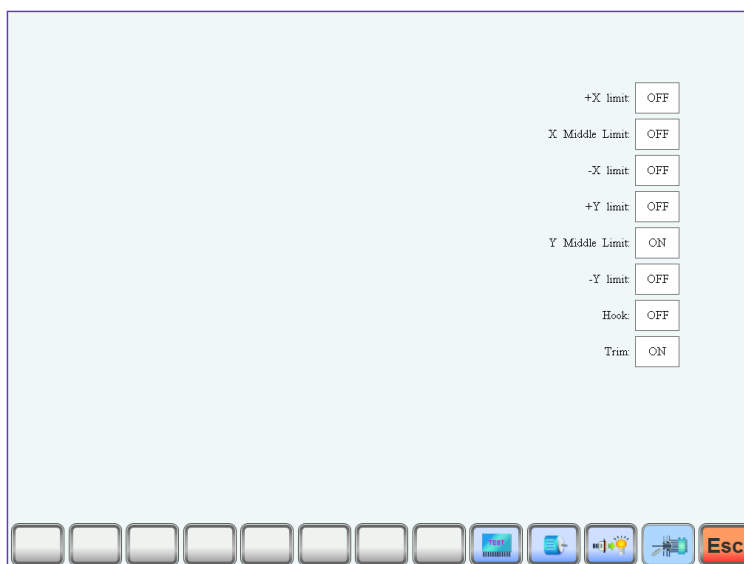 +X limit: OFF
X Middle Limit: OFF
-X limit: OFF
+Y limit: OFF
Y Middle Limit: ON
-Y limit: OFF
Hook: OFF
Trim: ON
TEST
Esc